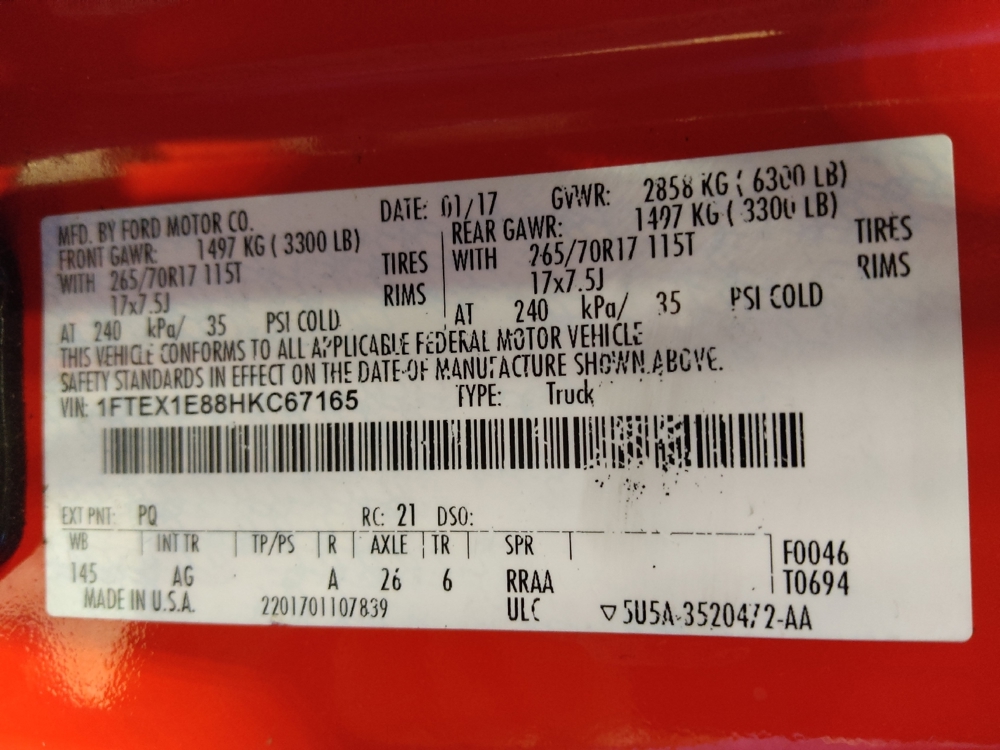 MFD. BY FORD MOTOR CO. DATE: 01/17 GVWR: 2858 KG ( 6300 LB)
FRONT GAWR: 1497 KG ( 3300 LB) REAR GAWR: 1497 KG ( 3300 LB)
WITH 265/70R17 115T TIRES WITH 265/70R17 115T TIRES
17x7.5J RIMS 17x7.5J RIMS
AT 240 kPa/ 35 PSI COLD AT 240 kPa/ 35 PSI COLD
THIS VEHICLE CONFORMS TO ALL APPLICABLE FEDERAL MOTOR VEHICLE
SAFETY STANDARDS IN EFFECT ON THE DATE OF MANUFACTURE SHOWN ABOVE.
VIN: 1FTEX1E88HKC67165 TYPE: Truck
EXT PNT: PQ RC: 21 DSO:
WB INT TR TP/PS R AXLE TR SPR F0046
145 AG A 26 6 RRAA T0694
MADE IN U.S.A. 2201701107839 ULC ▽5U5A-3520472-AA